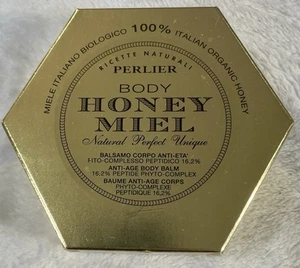 MIELE ITALIANO BIOLOGICO 100% ITALIAN ORGANIC HONEY
RICETTE NATURALI
PERLIER
BODY
HONEY
MIEL
Natural Perfect Unique
BALSAMO CORPO ANTI-ETA'
FITO-COMPLESSO PEPTIDICO 16,2%
ANTI-AGE BODY BALM
16,2% PEPTIDE PHYTO-COMPLEX
BAUME ANTI-AGE CORPS
PHYTO-COMPLEXE
PEPTIDIQUE 16,2%